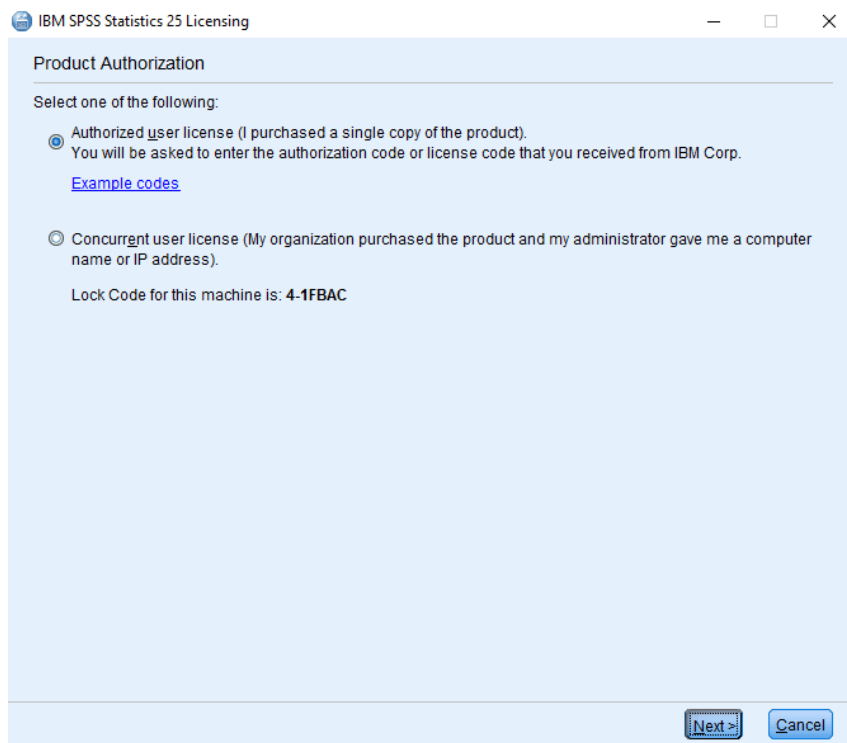 IBM SPSS Statistics 25 Licensing
Product Authorization
Select one of the following:
Authorized user license (I purchased a single copy of the product).
You will be asked to enter the authorization code or license code that you received from IBM Corp.
Example codes
Concurrent user license (My organization purchased the product and my administrator gave me a computer
name or IP address).
Lock Code for this machine is: 4-1FBAC
Next >
Cancel